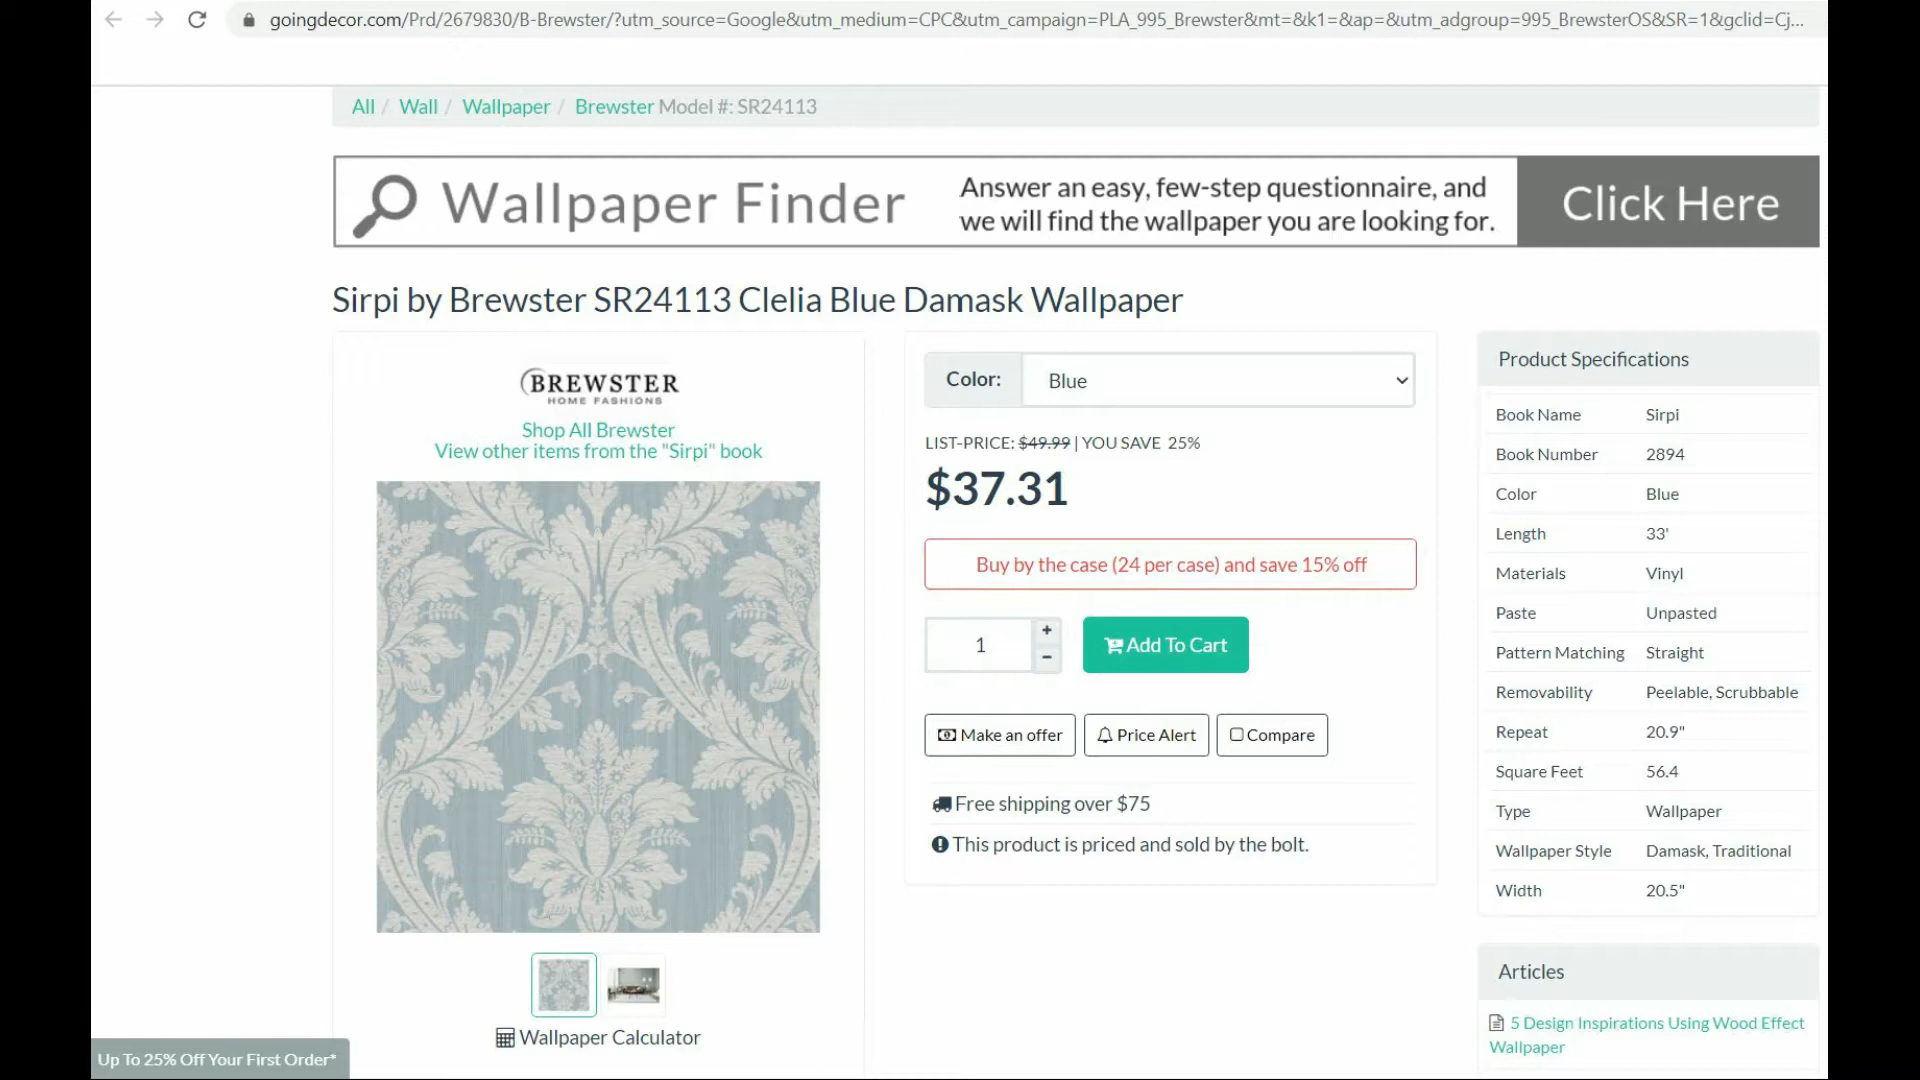 goingdecor.com/Prd/2679830/B-Brewster/?utm_source=Google&utm_medium=CPC&utm_campaign=PLA_995_Brewster&mt=&k1=&ap=&utm_adgroup=995_BrewsterOS&SR=1&gclid=Cj...
All / Wall / Wallpaper / Brewster Model #: SR24113
Wallpaper Finder
Answer an easy, few-step questionnaire, and
we will find the wallpaper you are looking for.
Click Here
Sirpi by Brewster SR24113 Clelia Blue Damask Wallpaper
BREWSTER
HOME FASHIONS
Shop All Brewster
View other items from the "Sirpi" book
Wallpaper Calculator
Color: Blue
LIST-PRICE: $49.99 | YOU SAVE 25%
$37.31
Buy by the case (24 per case) and save 15% off
1 + -
Add To Cart
Make an offer
Price Alert
Compare
Free shipping over $75
This product is priced and sold by the bolt.
Product Specifications
Book Name Sirpi
Book Number 2894
Color Blue
Length 33'
Materials Vinyl
Paste Unpasted
Pattern Matching Straight
Removability Peelable, Scrubbable
Repeat 20.9"
Square Feet 56.4
Type Wallpaper
Wallpaper Style Damask, Traditional
Width 20.5"
Articles
5 Design Inspirations Using Wood Effect
Wallpaper
Up To 25% Off Your First Order*